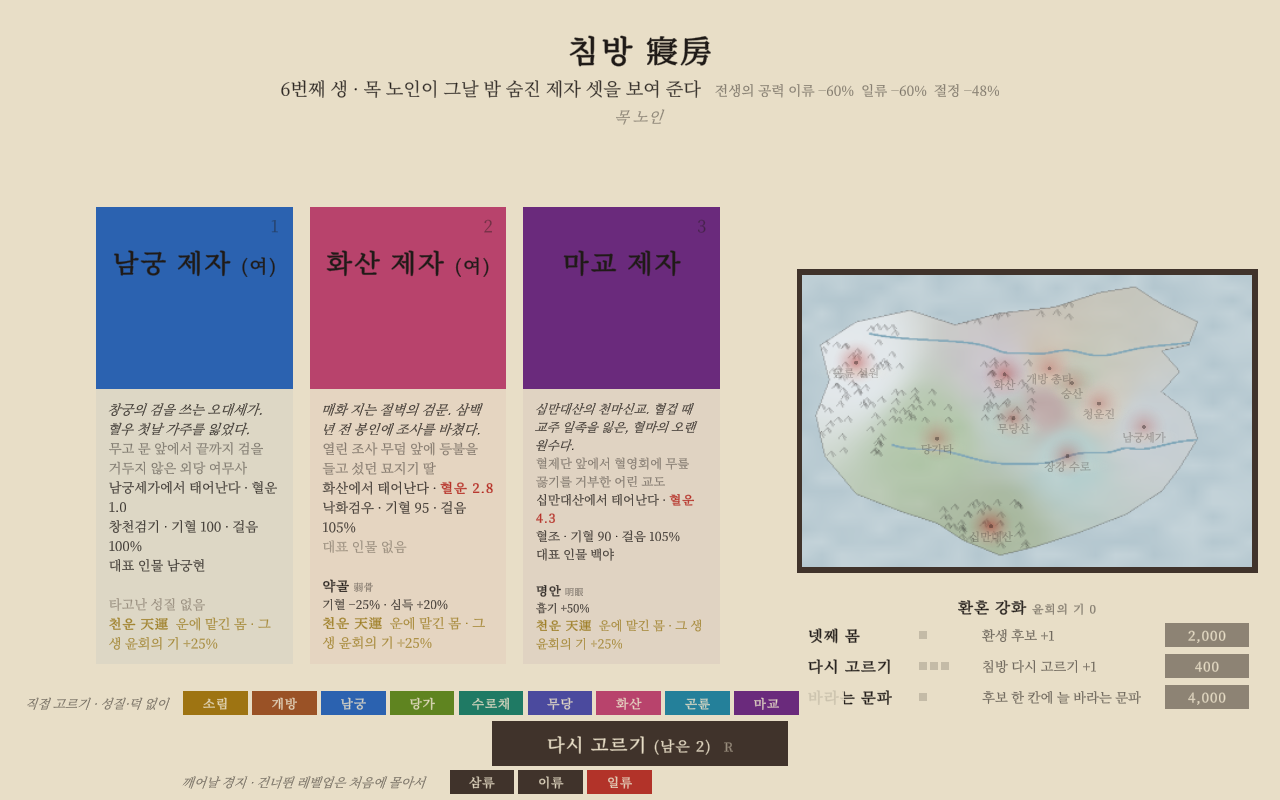 침방 寢房
6번째 생 · 목 노인이 그날 밤 숨진 제자 셋을 보여 준다 전생의 공력 이류 −60% 일류 −60% 절정 −48%
목 노인
1
남궁 제자 (여)
창궁의 검을 쓰는 오대세가.
혈우 첫날 가주를 잃었다.
무고 문 앞에서 끝까지 검을
거두지 않은 외당 여무사
남궁세가에서 태어난다 · 혈운
1.0
창천검기 · 기혈 100 · 걸음
100%
대표 인물 남궁현
타고난 성질 없음
천운 天運 운에 맡긴 몸 · 그
생 윤회의 기 +25%
2
화산 제자 (여)
매화 지는 절벽의 검문. 삼백
년 전 봉인에 조사를 바쳤다.
열린 조사 무덤 앞에 등불을
들고 섰던 묘지기 딸
화산에서 태어난다 · 혈운 2.8
낙화검우 · 기혈 95 · 걸음
105%
대표 인물 없음
약골 弱骨
기혈 −25% · 심득 +20%
천운 天運 운에 맡긴 몸 · 그
생 윤회의 기 +25%
3
마교 제자
십만대산의 천마신교. 혈겁 때
교주 일족을 잃은, 혈마의 오랜
원수다.
혈제단 앞에서 혈영회에 무릎
꿇기를 거부한 어린 교도
십만대산에서 태어난다 · 혈운
4.3
혈조 · 기혈 90 · 걸음 105%
대표 인물 백야
명안 明眼
흡기 +50%
천운 天運 운에 맡긴 몸 · 그 생
윤회의 기 +25%
곤륜 설원
화산
개방 총타
숭산
청운진
무당산
남궁세가
당가타
장강 수로
십만대산
환혼 강화 윤회의 기 0
넷째 몸 환생 후보 +1 2,000
다시 고르기 침방 다시 고르기 +1 400
바라는 문파 후보 한 칸에 늘 바라는 문파 4,000
직접 고르기 · 성질·덕 없이 소림 개방 남궁 당가 수로채 무당 화산 곤륜 마교
다시 고르기 (남은 2) R
깨어날 경지 · 건너뛴 레벨업은 처음에 몰아서 삼류 이류 일류